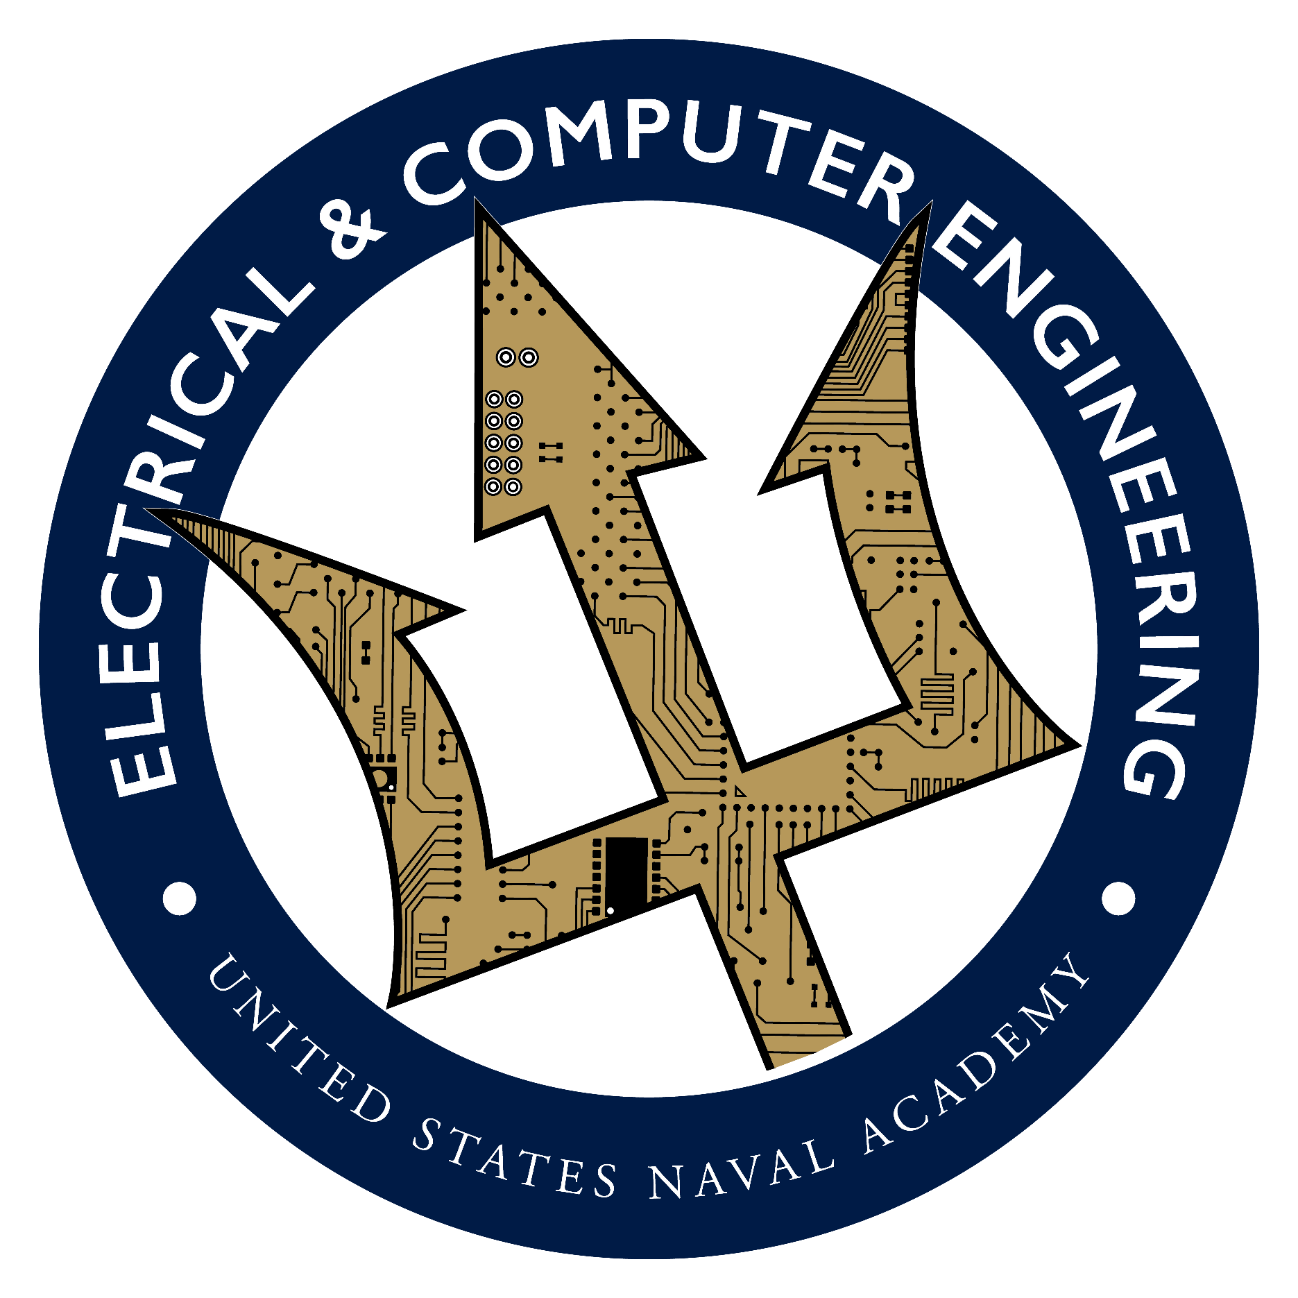 ELECTRICAL & COMPUTER ENGINEERING
UNITED STATES NAVAL ACADEMY